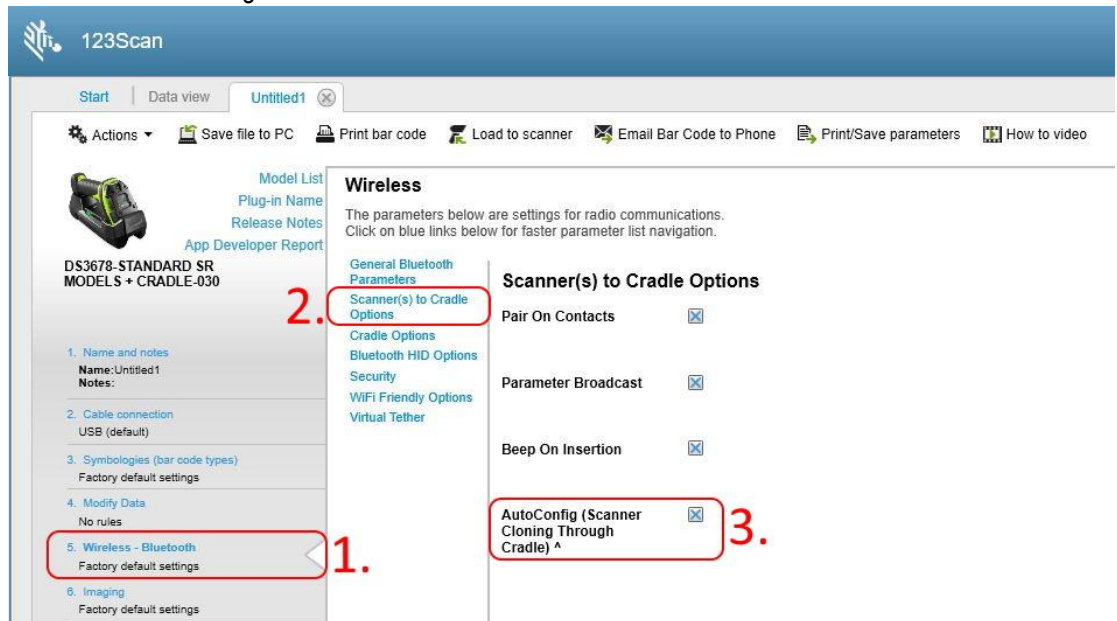 123Scan
Start
Data view
Untitled1
Actions
Save file to PC
Print bar code
Load to scanner
Email Bar Code to Phone
Print/Save parameters
How to video
Model List
Plug-in Name
Release Notes
App Developer Report
DS3678-STANDARD SR
MODELS + CRADLE-030
1. Name and notes
Name:Untitled1
Notes:
2. Cable connection
USB (default)
3. Symbologies (bar code types)
Factory default settings
4. Modify Data
No rules
5. Wireless - Bluetooth
Factory default settings
1.
6. Imaging
Factory default settings
Wireless
The parameters below are settings for radio communications.
Click on blue links below for faster parameter list navigation.
General Bluetooth
Parameters
2.
Scanner(s) to Cradle
Options
Cradle Options
Bluetooth HID Options
Security
WiFi Friendly Options
Virtual Tether
Scanner(s) to Cradle Options
Pair On Contacts
Parameter Broadcast
Beep On Insertion
AutoConfig (Scanner
Cloning Through
Cradle) ^
3.